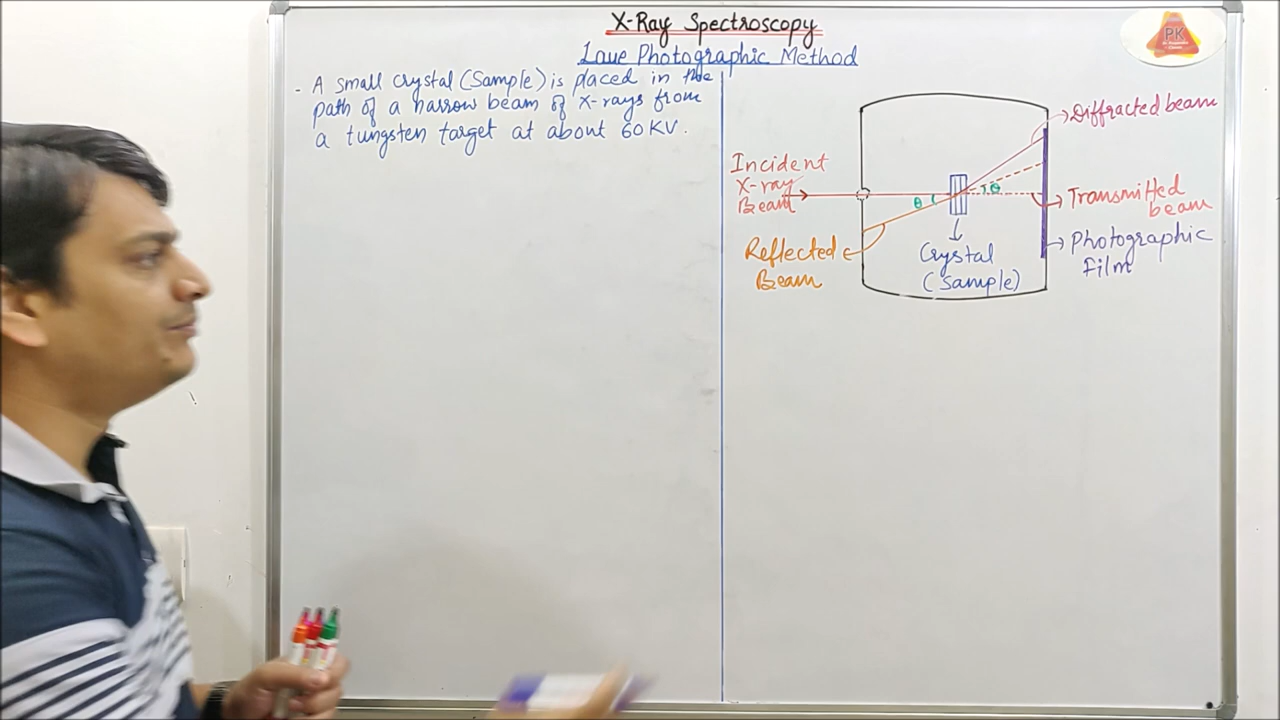 X-Ray Spectroscopy
Laue Photographic Method
- A small crystal (Sample) is placed in the
path of a narrow beam of X-rays from
a tungsten target at about 60 KV.
PK
Diffracted beam
Incident
X-ray
Beam
θ
θ
Transmitted
beam
Reflected
Beam
Crystal
(Sample)
Photographic
Film